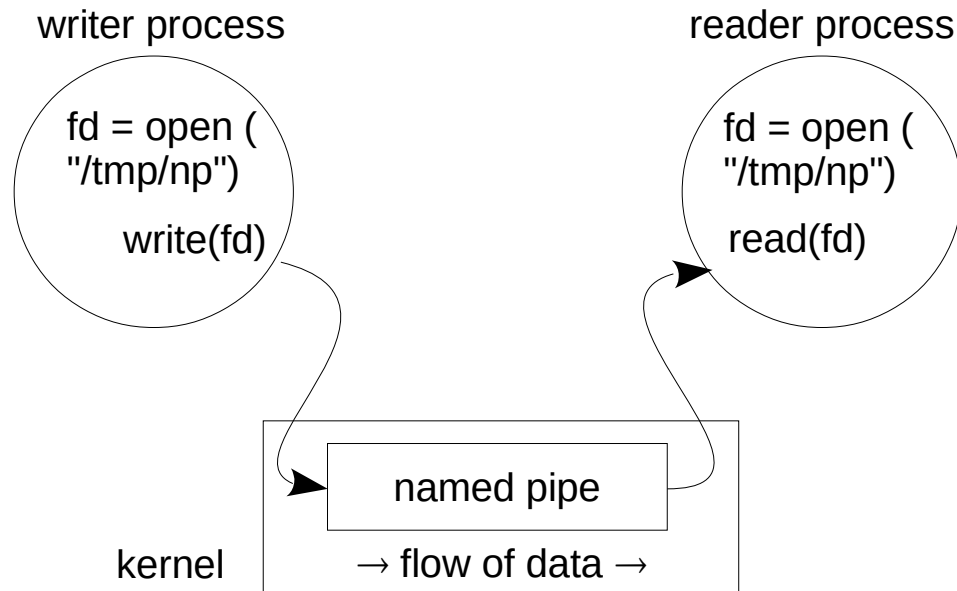 writer process
fd = open (
"/tmp/np")
write(fd)
reader process
fd = open (
"/tmp/np")
read(fd)
named pipe
kernel
→ flow of data →